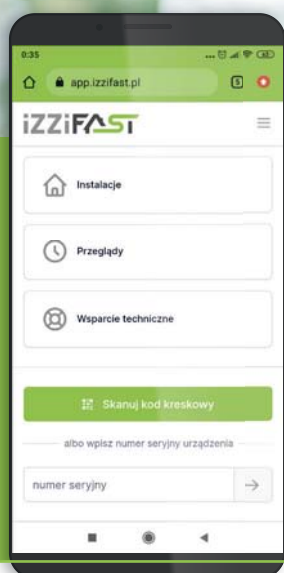 0:35
app.izzifast.pl
5
iZZiFAST
Instalacje
Przeglądy
Wsparcie techniczne
Skanuj kod kreskowy
albo wpisz numer seryjny urządzenia
numer seryjny